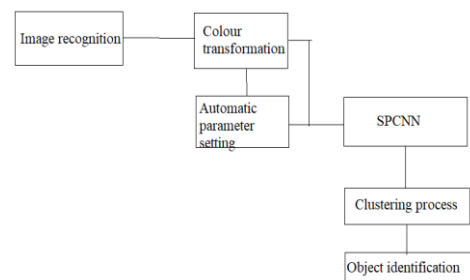 Image recognition
Colour
transformation
Automatic
parameter
setting
SPCNN
Clustering process
Object identification